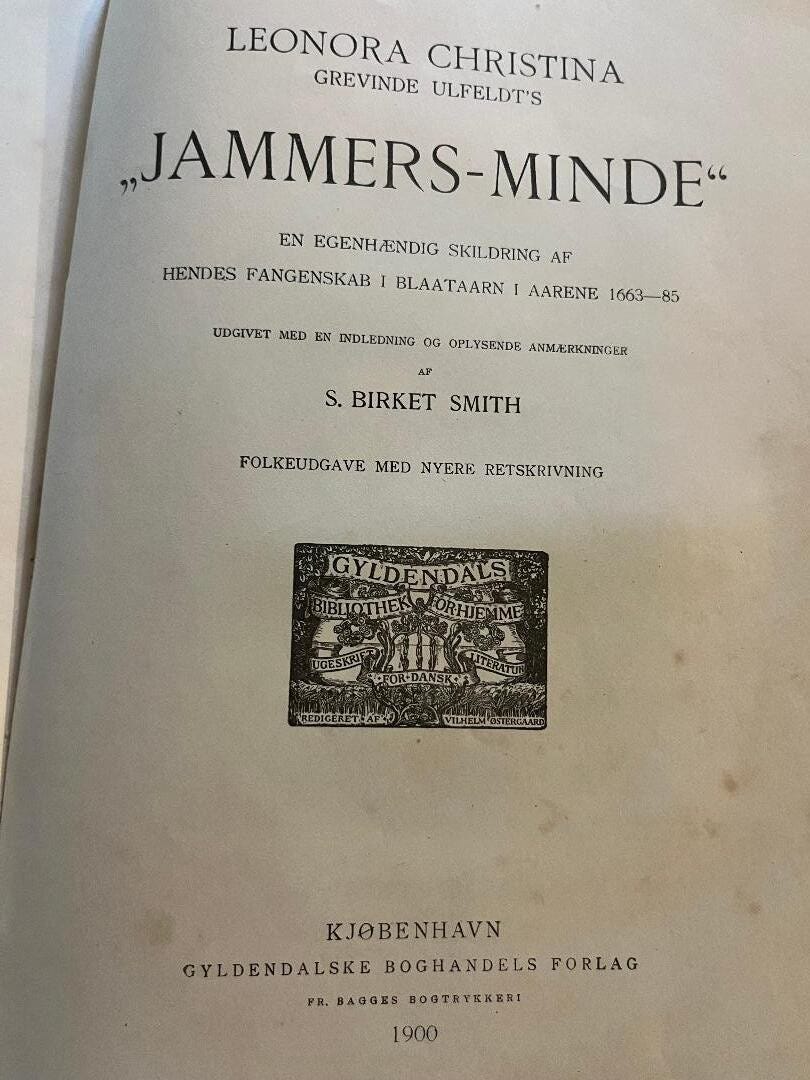 LEONORA CHRISTINA
GREVINDE ULFELDT'S
„JAMMERS-MINDE“
EN EGENHÆNDIG SKILDRING AF
HENDES FANGENSKAB I BLAATAARN I AARENE 1663—85
UDGIVET MED EN INDLEDNING OG OPLYSENDE ANMÆRKNINGER
AF
S. BIRKET SMITH
FOLKEUDGAVE MED NYERE RETSKRIVNING
GYLDENDALS
BIBLIOTHEK FOR·HJEMME
UGESKRIFT LITERATUR
·FOR·DANSK·
REDIGERET·AF· VILHELM ØSTERGAARD
KJØBENHAVN
GYLDENDALSKE BOGHANDELS FORLAG
FR. BAGGES BOGTRYKKERI
1900